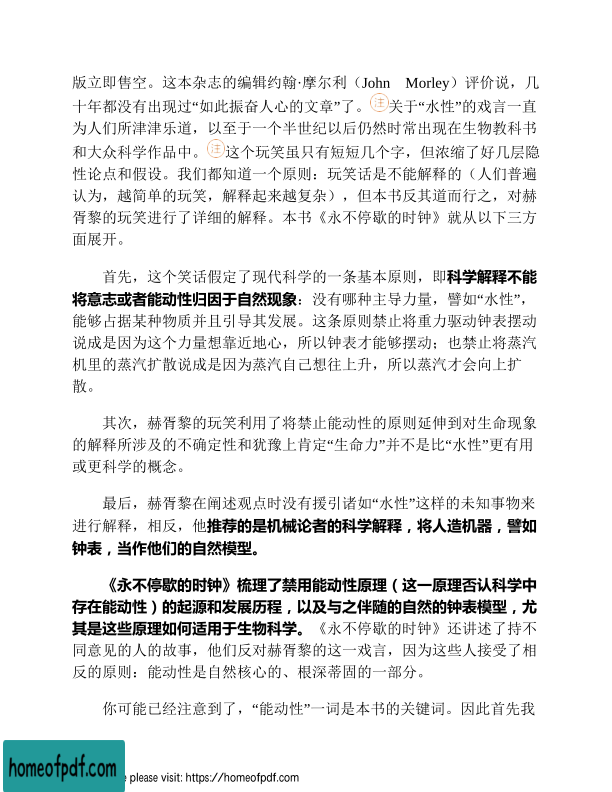 版立即售空。这本杂志的编辑约翰·摩尔利（John Morley）评价说，几
十年都没有出现过“如此振奋人心的文章”了。注关于“水性”的戏言一直
为人们所津津乐道，以至于一个半世纪以后仍然时常出现在生物教科书
和大众科学作品中。注这个玩笑虽只有短短几个字，但浓缩了好几层隐
性论点和假设。我们都知道一个原则：玩笑话是不能解释的（人们普遍
认为，越简单的玩笑，解释起来越复杂），但本书反其道而行之，对赫
胥黎的玩笑进行了详细的解释。本书《永不停歇的时钟》就从以下三方
面展开。
首先，这个笑话假定了现代科学的一条基本原则，即科学解释不能
将意志或者能动性归因于自然现象：没有哪种主导力量，譬如“水性”，
能够占据某种物质并且引导其发展。这条原则禁止将重力驱动钟表摆动
说成是因为这个力量想靠近地心，所以钟表才能够摆动；也禁止将蒸汽
机里的蒸汽扩散说成是因为蒸汽自己想往上升，所以蒸汽才会向上扩
散。
其次，赫胥黎的玩笑利用了将禁止能动性的原则延伸到对生命现象
的解释所涉及的不确定性和犹豫上肯定“生命力”并不是比“水性”更有用
或更科学的概念。
最后，赫胥黎在阐述观点时没有援引诸如“水性”这样的未知事物来
进行解释，相反，他推荐的是机械论者的科学解释，将人造机器，譬如
钟表，当作他们的自然模型。
《永不停歇的时钟》梳理了禁用能动性原理（这一原理否认科学中
存在能动性）的起源和发展历程，以及与之伴随的自然的钟表模型，尤
其是这些原理如何适用于生物科学。《永不停歇的时钟》还讲述了持不
同意见的人的故事，他们反对赫胥黎的这一戏言，因为这些人接受了相
反的原则：能动性是自然核心的、根深蒂固的一部分。
你可能已经注意到了，“能动性”一词是本书的关键词。因此首先我
homeofpdf.com
e please visit: https://homeofpdf.com